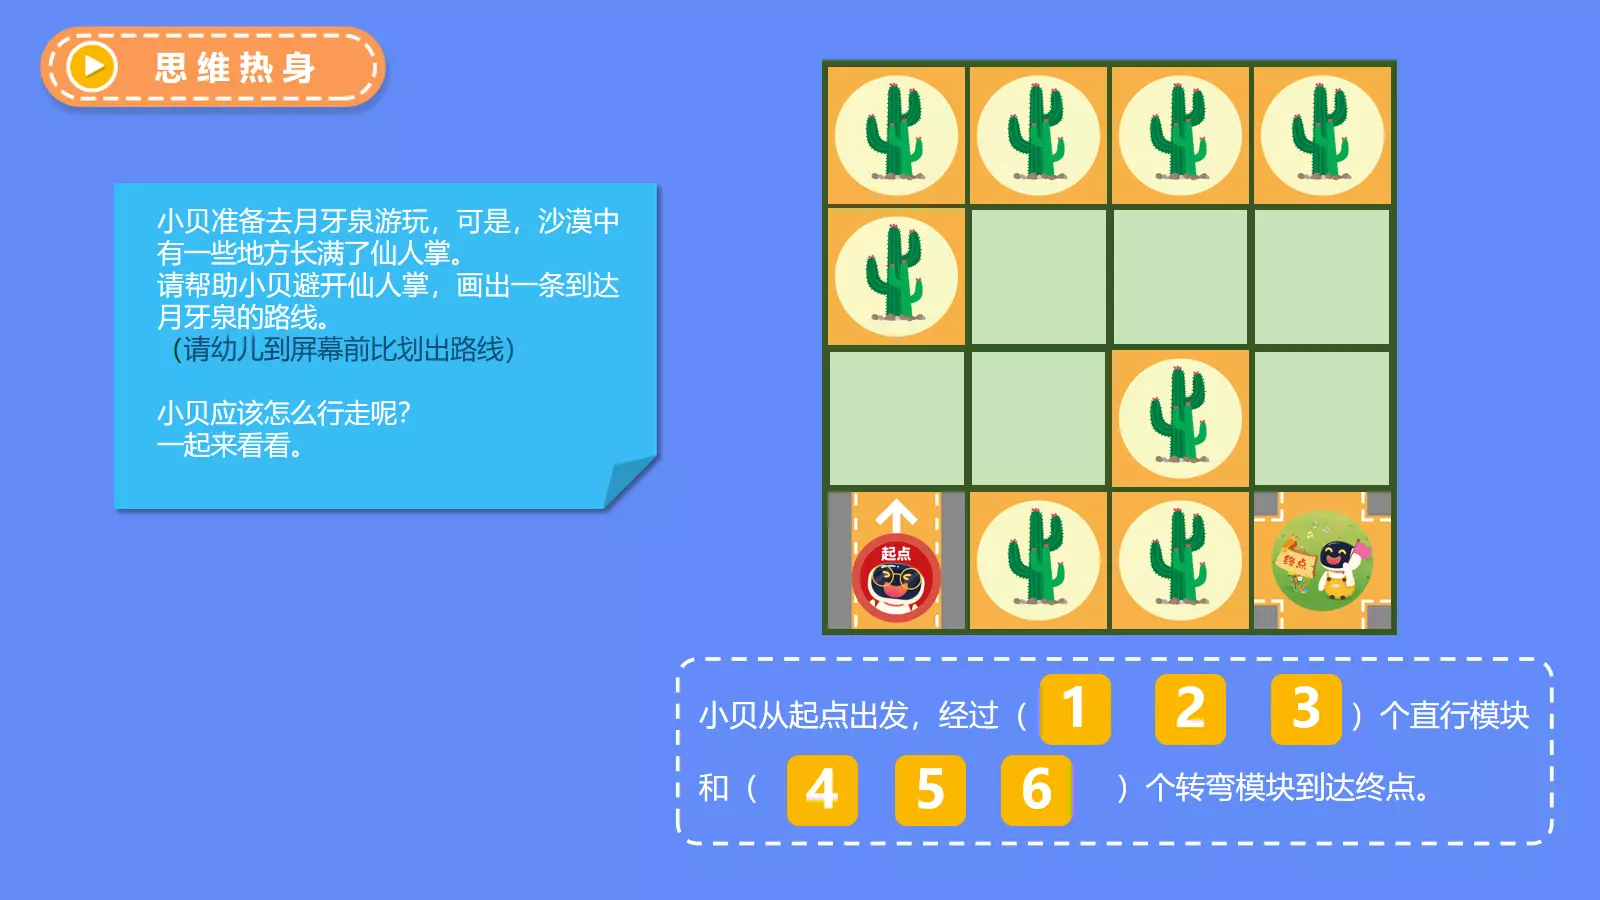 思维热身
小贝准备去月牙泉游玩，可是，沙漠中
有一些地方长满了仙人掌。
请帮助小贝避开仙人掌，画出一条到达
月牙泉的路线。
（请幼儿到屏幕前比划出路线）
小贝应该怎么行走呢？
一起来看看。
起点
终点
小贝从起点出发，经过（ 1 2 3 ）个直行模块
和（ 4 5 6 ）个转弯模块到达终点。